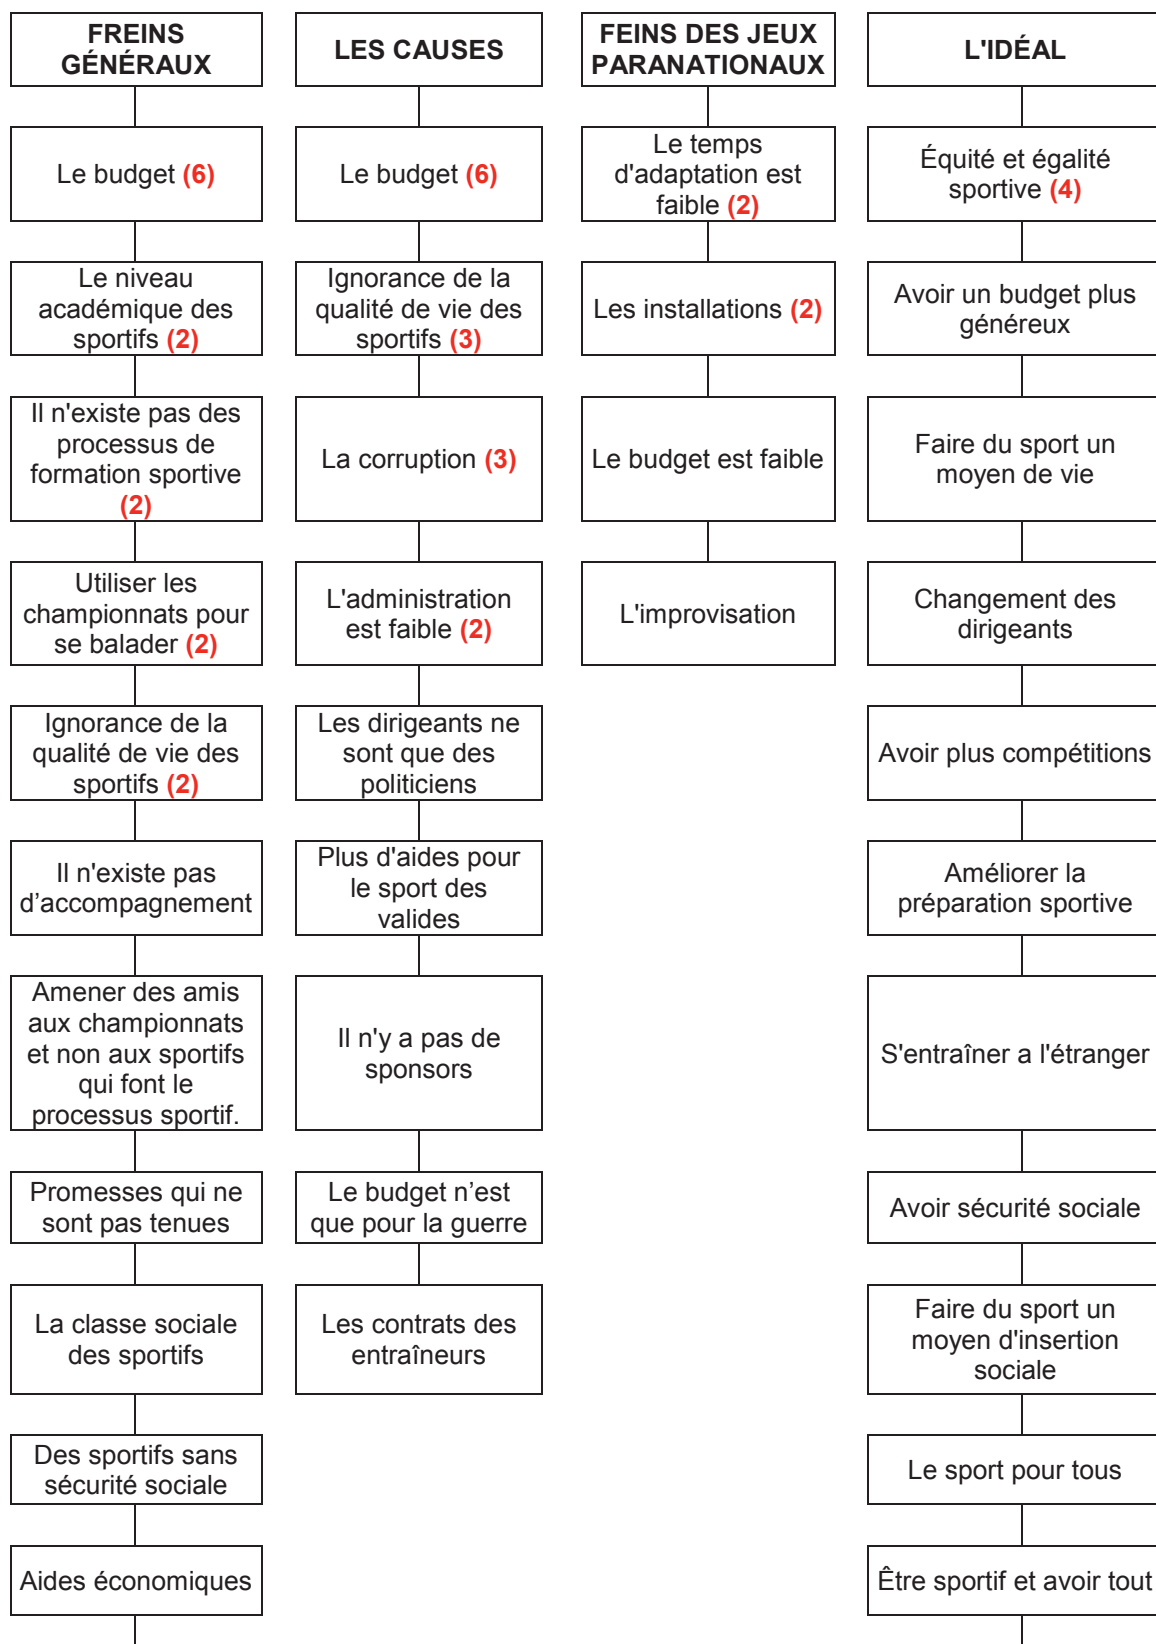 FREINS
GÉNÉRAUX
Le budget (6)
Le niveau
académique des
sportifs (2)
Il n'existe pas des
processus de
formation sportive
(2)
Utiliser les
championnats pour
se balader (2)
Ignorance de la
qualité de vie des
sportifs (2)
Il n'existe pas
d’accompagnement
Amener des amis
aux championnats
et non aux sportifs
qui font le
processus sportif.
Promesses qui ne
sont pas tenues
La classe sociale
des sportifs
Des sportifs sans
sécurité sociale
Aides économiques
LES CAUSES
Le budget (6)
Ignorance de la
qualité de vie des
sportifs (3)
La corruption (3)
L'administration
est faible (2)
Les dirigeants ne
sont que des
politiciens
Plus d'aides pour
le sport des
valides
Il n'y a pas de
sponsors
Le budget n’est
que pour la guerre
Les contrats des
entraîneurs
FEINS DES JEUX
PARANATIONAUX
Le temps
d'adaptation est
faible (2)
Les installations (2)
Le budget est faible
L'improvisation
L'IDÉAL
Équité et égalité
sportive (4)
Avoir un budget plus
généreux
Faire du sport un
moyen de vie
Changement des
dirigeants
Avoir plus compétitions
Améliorer la
préparation sportive
S'entraîner a l'étranger
Avoir sécurité sociale
Faire du sport un
moyen d'insertion
sociale
Le sport pour tous
Être sportif et avoir tout